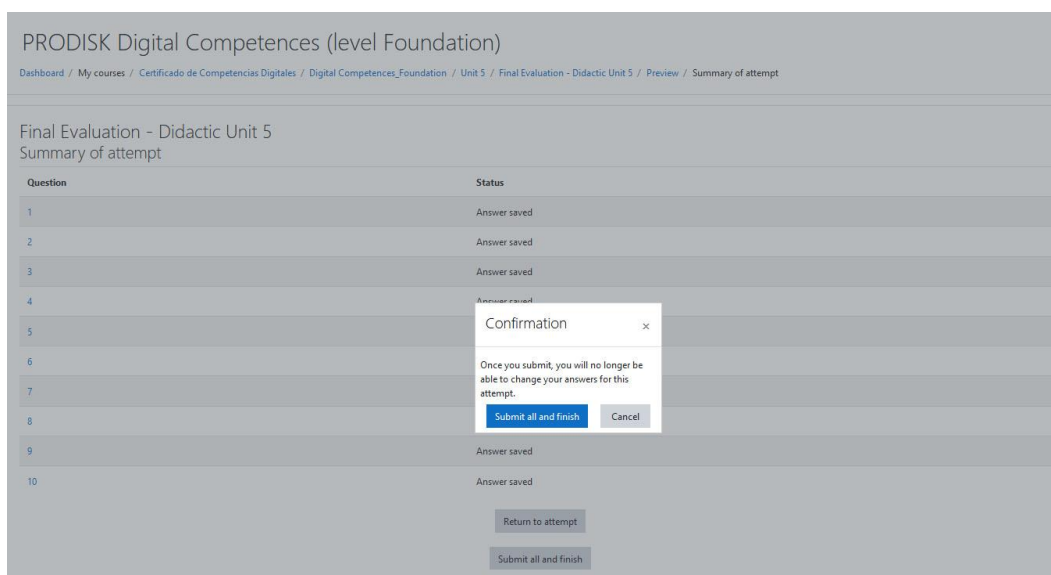 PRODISK Digital Competences (level Foundation)
Dashboard / My courses / Certificado de Competencias Digitales / Digital Competences_Foundation / Unit 5 / Final Evaluation - Didactic Unit 5 / Preview / Summary of attempt
Final Evaluation - Didactic Unit 5
Summary of attempt
Question Status
1 Answer saved
2 Answer saved
3 Answer saved
4 Answer saved
Confirmation ×
5
6
Once you submit, you will no longer be
able to change your answers for this
attempt.
7
8
Submit all and finish Cancel
9 Answer saved
10 Answer saved
Return to attempt
Submit all and finish